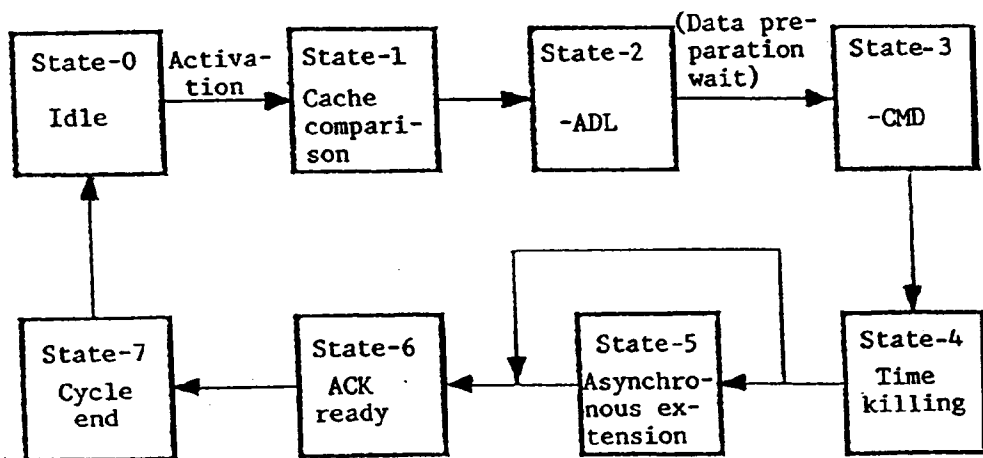 State-0
Idle
Activa-
tion
State-1
Cache
compari-
son
State-2
-ADL
(Data pre-
paration
wait)
State-3
-CMD
State-7
Cycle
end
State-6
ACK
ready
State-5
Asynchro-
nous ex-
tension
State-4
Time
killing